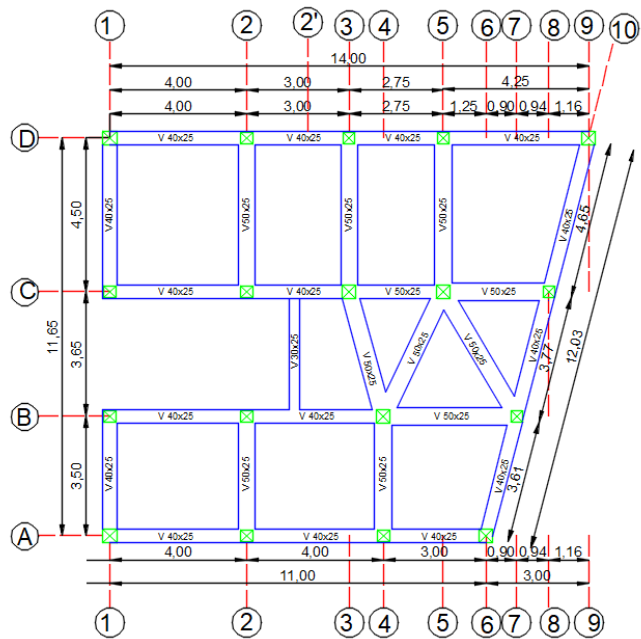 1 2 2' 3 4 5 6 7 8 9 10
14,00
4,00 3,00 2,75 4,25
4,00 3,00 2,75 1,25 0,90 0,94 1,16
D V 40x25 V 40x25 V 40x25 V 40x25
4,50 V40x25 V50x25 V50x25 V50x25 V 40x25 4,65
C V 40x25 V 40x25 V 50x25 V 50x25
11,65 3,65 V 30x25 V 50x25 V 50x25 V 50x25 V 40x25 3,77 12,03
B V 40x25 V 40x25 V 50x25
3,50 V40x25 V50x25 V50x25 V 40x25 3,61
A V 40x25 V 40x25 V 40x25
4,00 4,00 3,00 0,90 0,94 1,16
11,00 3,00
1 2 3 4 5 6 7 8 9